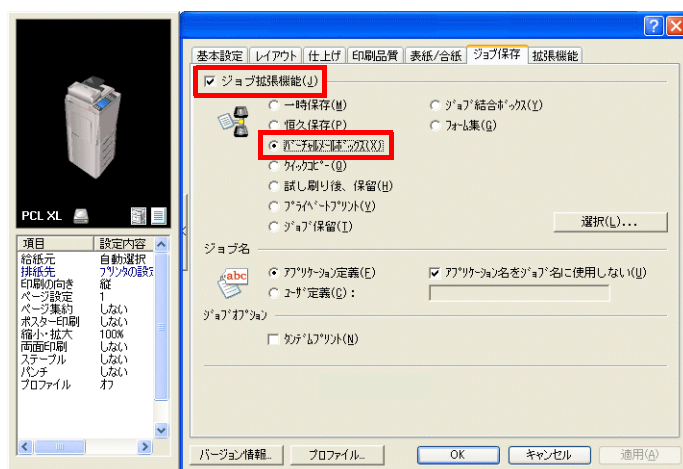 基本設定 レイアウト 仕上げ 印刷品質 表紙/合紙 ジョブ保存 拡張機能
ジョブ拡張機能(J)
一時保存(M) ジョブ結合ボックス(Y)
恒久保存(P) フォーム集(G)
バーチャルメールボックス(X)
クイックコピー(Q)
試し刷り後、保留(H)
プライベートプリント(V)
ジョブ保留(I)
選択(L)...
ジョブ名
abc
アプリケーション定義(E) アプリケーション名をジョブ名に使用しない(U)
ユーザ定義(C):
ジョブオプション
タンデムプリント(N)
バージョン情報... プロファイル... OK キャンセル 適用(A)
PCL XL
項目 設定内容
給紙元 自動選択
排紙先 プリンタの設定
印刷の向き 縦
ページ設定 1
ページ集約 しない
ポスター印刷 しない
縮小・拡大 100%
両面印刷 しない
ステープル しない
パンチ しない
プロファイル オフ